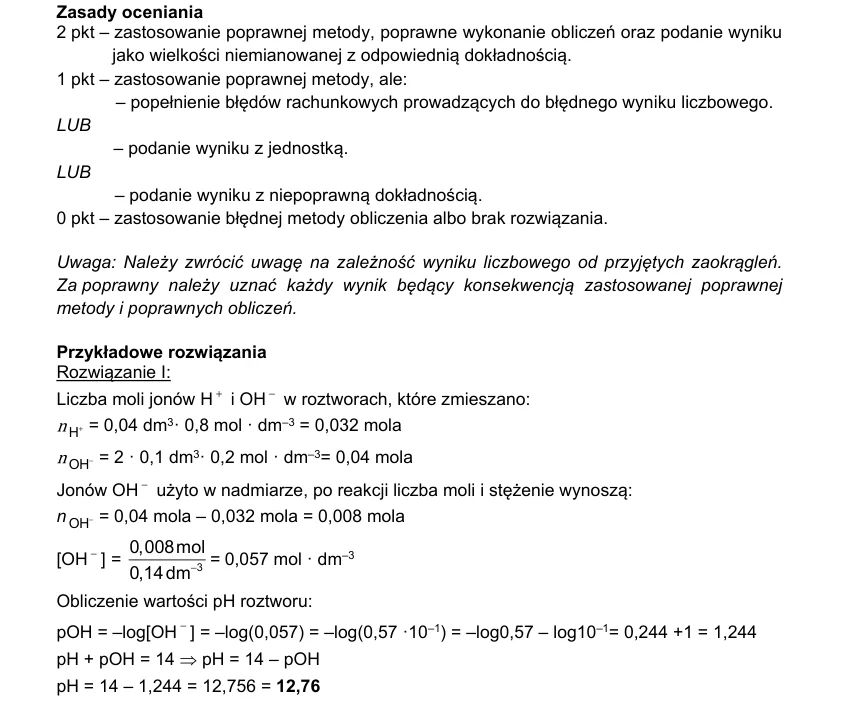 Zasady oceniania
2 pkt – zastosowanie poprawnej metody, poprawne wykonanie obliczeń oraz podanie wyniku
jako wielkości niemianowanej z odpowiednią dokładnością.
1 pkt – zastosowanie poprawnej metody, ale:
– popełnienie błędów rachunkowych prowadzących do błędnego wyniku liczbowego.
LUB
– podanie wyniku z jednostką.
LUB
– podanie wyniku z niepoprawną dokładnością.
0 pkt – zastosowanie błędnej metody obliczenia albo brak rozwiązania.
Uwaga: Należy zwrócić uwagę na zależność wyniku liczbowego od przyjętych zaokrągleń.
Za poprawny należy uznać każdy wynik będący konsekwencją zastosowanej poprawnej
metody i poprawnych obliczeń.
Przykładowe rozwiązania
Rozwiązanie I:
Liczba moli jonów H⁺ i OH⁻ w roztworach, które zmieszano:
n H⁺ = 0,04 dm³· 0,8 mol · dm⁻³ = 0,032 mola
n OH⁻ = 2 · 0,1 dm³· 0,2 mol · dm⁻³= 0,04 mola
Jonów OH⁻ użyto w nadmiarze, po reakcji liczba moli i stężenie wynoszą:
n OH⁻ = 0,04 mola – 0,032 mola = 0,008 mola
[OH⁻] = 0,008 mol / 0,14 dm⁻³ = 0,057 mol · dm⁻³
Obliczenie wartości pH roztworu:
pOH = –log[OH⁻] = –log(0,057) = –log(0,57 ·10⁻¹) = –log0,57 – log10⁻¹= 0,244 +1 = 1,244
pH + pOH = 14 ⇒ pH = 14 – pOH
pH = 14 – 1,244 = 12,756 = 12,76